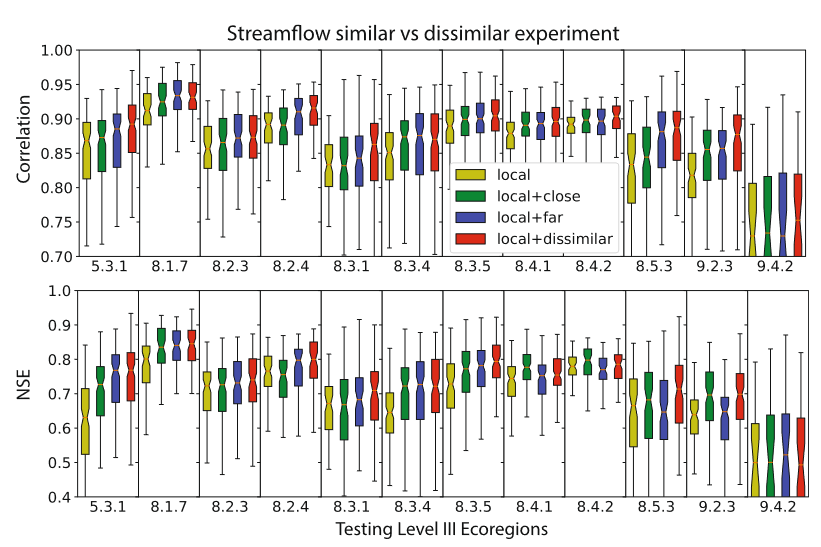 Streamflow similar vs dissimilar experiment
1.00
0.95
0.90
0.85
0.80
0.75
0.70
Correlation
local
local+close
local+far
local+dissimilar
5.3.1 8.1.7 8.2.3 8.2.4 8.3.1 8.3.4 8.3.5 8.4.1 8.4.2 8.5.3 9.2.3 9.4.2
1.0
0.9
0.8
0.7
0.6
0.5
0.4
NSE
5.3.1 8.1.7 8.2.3 8.2.4 8.3.1 8.3.4 8.3.5 8.4.1 8.4.2 8.5.3 9.2.3 9.4.2
Testing Level III Ecoregions